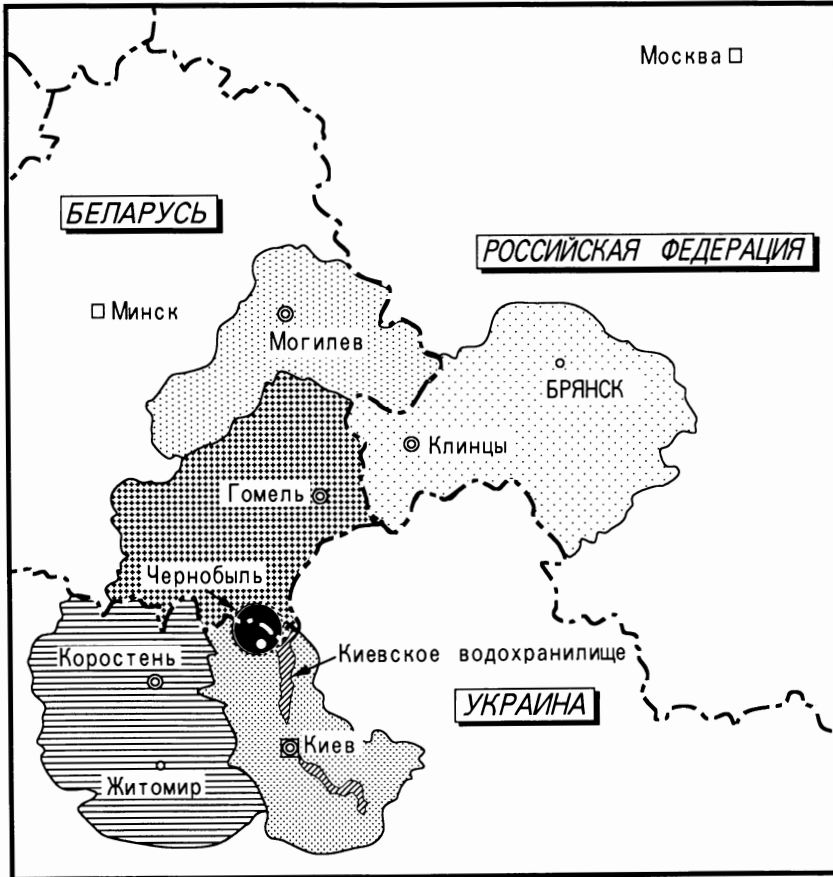 Москва
БЕЛАРУСЬ
РОССИЙСКАЯ ФЕДЕРАЦИЯ
Минск
Могилев
БРЯНСК
Клинцы
Гомель
Чернобыль
Коростень
Киевское водохранилище
УКРАИНА
Киев
Житомир